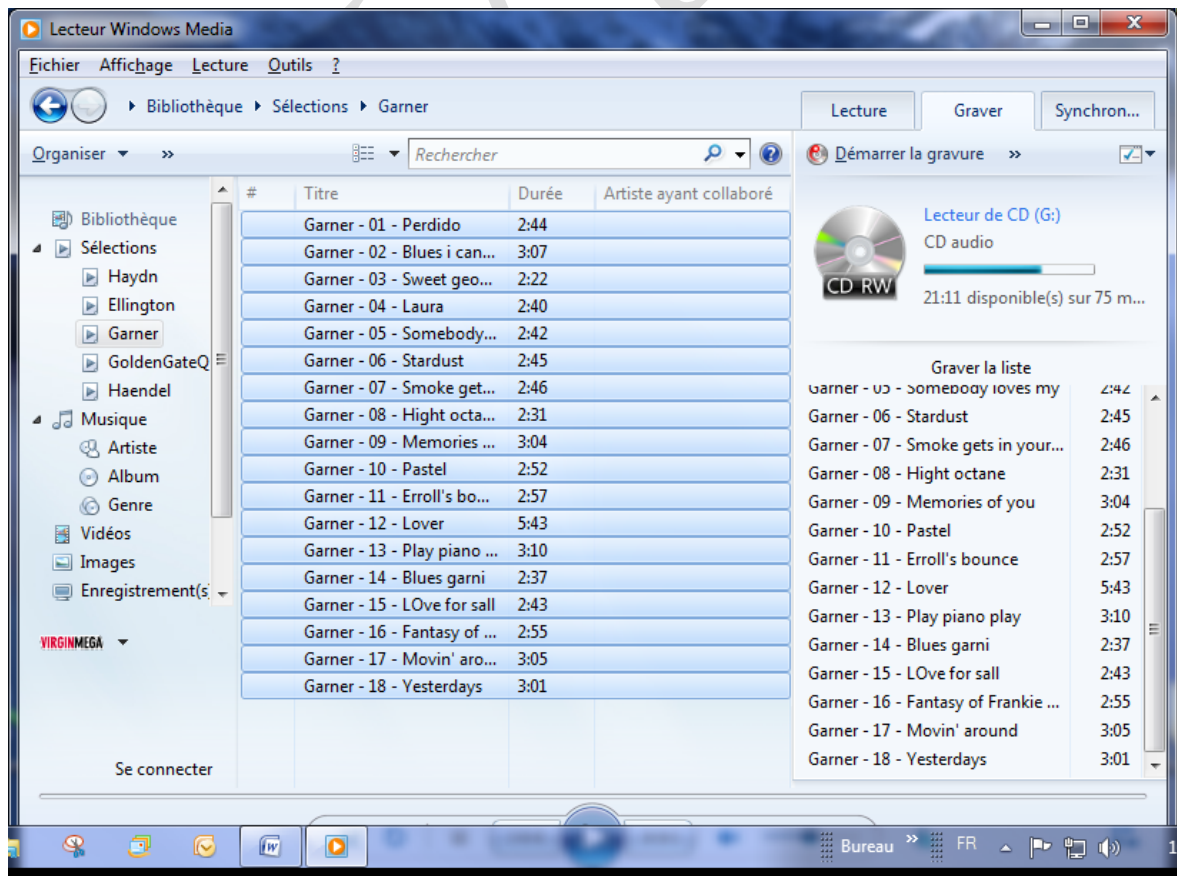 Lecteur Windows Media
Fichier Affichage Lecture Outils ?
Bibliothèque Sélections Garner
Lecture Graver Synchron...
Organiser » Rechercher Démarrer la gravure »
# Titre Durée Artiste ayant collaboré
Bibliothèque
Sélections
Haydn
Ellington
Garner
GoldenGateQ
Haendel
Musique
Artiste
Album
Genre
Vidéos
Images
Enregistrement(s
VIRGINMEGA
Se connecter
Garner - 01 - Perdido 2:44
Garner - 02 - Blues i can... 3:07
Garner - 03 - Sweet geo... 2:22
Garner - 04 - Laura 2:40
Garner - 05 - Somebody... 2:42
Garner - 06 - Stardust 2:45
Garner - 07 - Smoke get... 2:46
Garner - 08 - Hight octa... 2:31
Garner - 09 - Memories ... 3:04
Garner - 10 - Pastel 2:52
Garner - 11 - Erroll's bo... 2:57
Garner - 12 - Lover 5:43
Garner - 13 - Play piano ... 3:10
Garner - 14 - Blues garni 2:37
Garner - 15 - LOve for sall 2:43
Garner - 16 - Fantasy of ... 2:55
Garner - 17 - Movin' aro... 3:05
Garner - 18 - Yesterdays 3:01
Lecteur de CD (G:)
CD audio
CD RW
21:11 disponible(s) sur 75 m...
Graver la liste
Garner - 05 - Somebody loves my 2:42
Garner - 06 - Stardust 2:45
Garner - 07 - Smoke gets in your... 2:46
Garner - 08 - Hight octane 2:31
Garner - 09 - Memories of you 3:04
Garner - 10 - Pastel 2:52
Garner - 11 - Erroll's bounce 2:57
Garner - 12 - Lover 5:43
Garner - 13 - Play piano play 3:10
Garner - 14 - Blues garni 2:37
Garner - 15 - LOve for sall 2:43
Garner - 16 - Fantasy of Frankie ... 2:55
Garner - 17 - Movin' around 3:05
Garner - 18 - Yesterdays 3:01
Bureau » FR 1